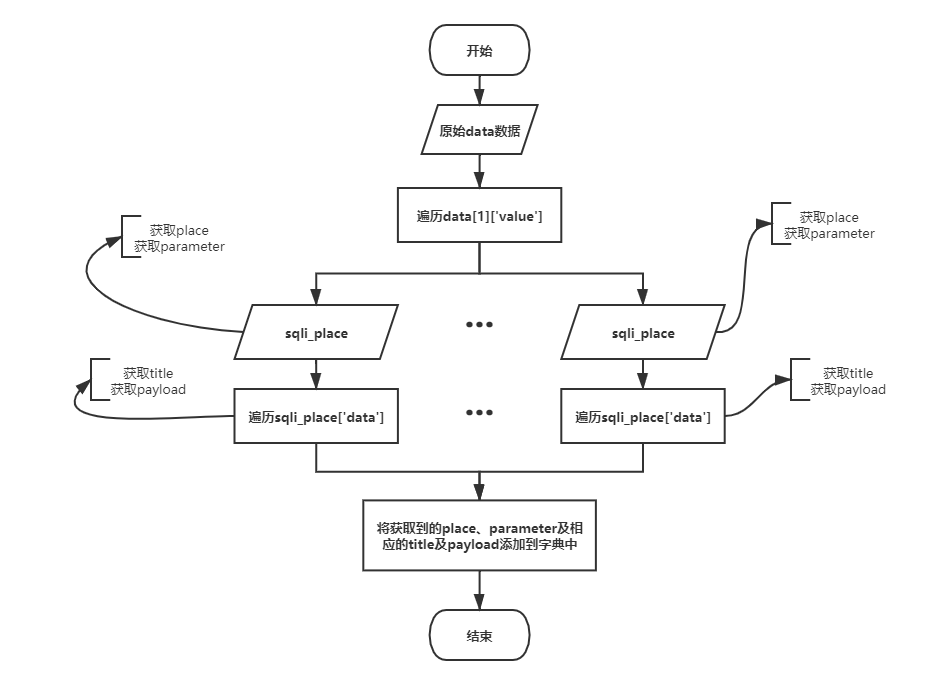 开始
原始data数据
遍历data[1]['value']
获取place
获取parameter
获取place
获取parameter
sqli_place
•••
sqli_place
获取title
获取payload
获取title
获取payload
遍历sqli_place['data']
•••
遍历sqli_place['data']
将获取到的place、parameter及相
应的title及payload添加到字典中
结束